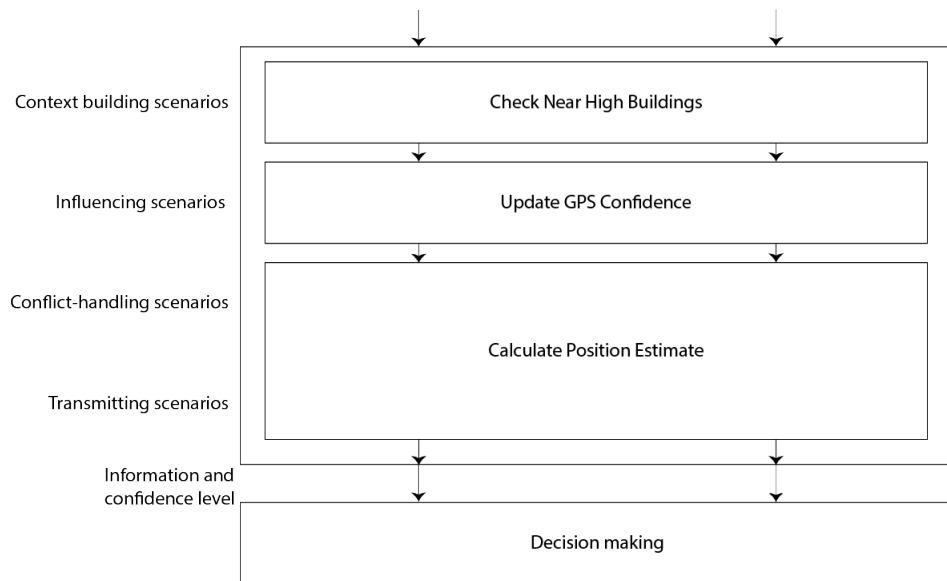 Context building scenarios
Check Near High Buildings
Influencing scenarios
Update GPS Confidence
Conflict-handling scenarios
Calculate Position Estimate
Transmitting scenarios
Information and
confidence level
Decision making